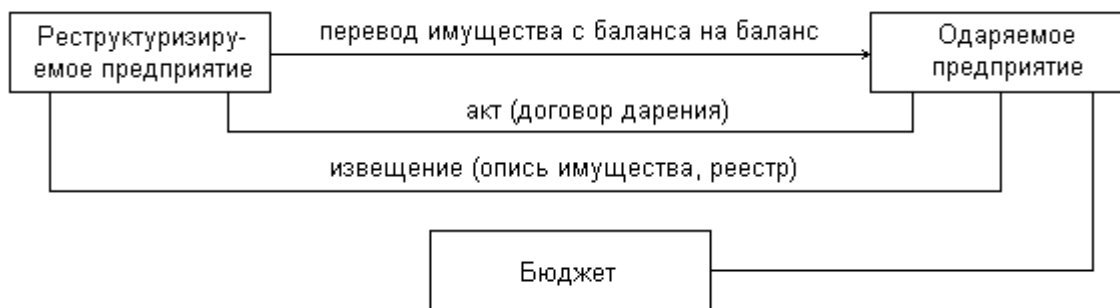 Реструктуризиру-
емое предприятие
перевод имущества с баланса на баланс
Одаряемое
предприятие
акт (договор дарения)
извещение (опись имущества, реестр)
Бюджет